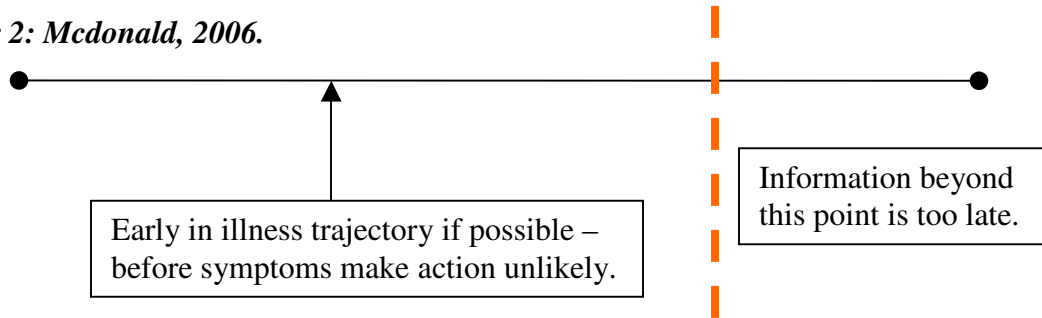 2: Mcdonald, 2006.
Early in illness trajectory if possible –
before symptoms make action unlikely.
Information beyond
this point is too late.